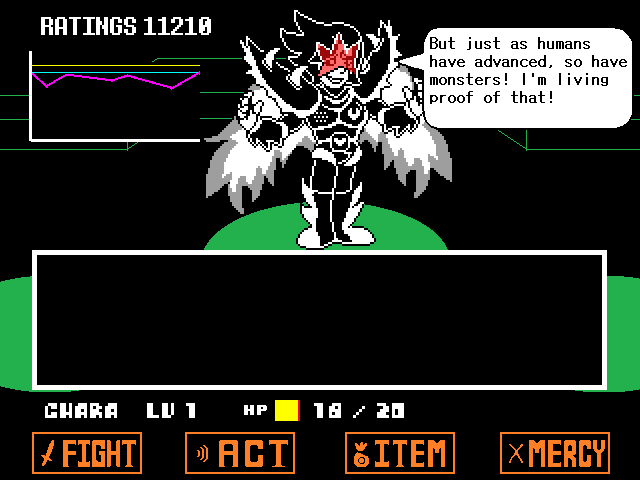 RATINGS 11210
But just as humans
have advanced, so have
monsters! I'm living
proof of that!
CHARA LV 1 HP 18 / 20
FIGHT ACT ITEM MERCY